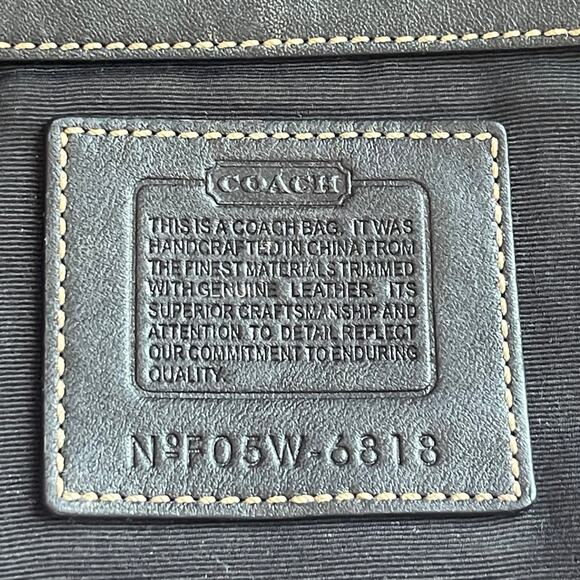 COACH
THIS IS A COACH BAG. IT WAS
HANDCRAFTED IN CHINA FROM
THE FINEST MATERIALS TRIMMED
WITH GENUINE LEATHER. ITS
SUPERIOR CRAFTSMANSHIP AND
ATTENTION TO DETAIL REFLECT
OUR COMMITMENT TO ENDURING
QUALITY.
NºF05W-6818